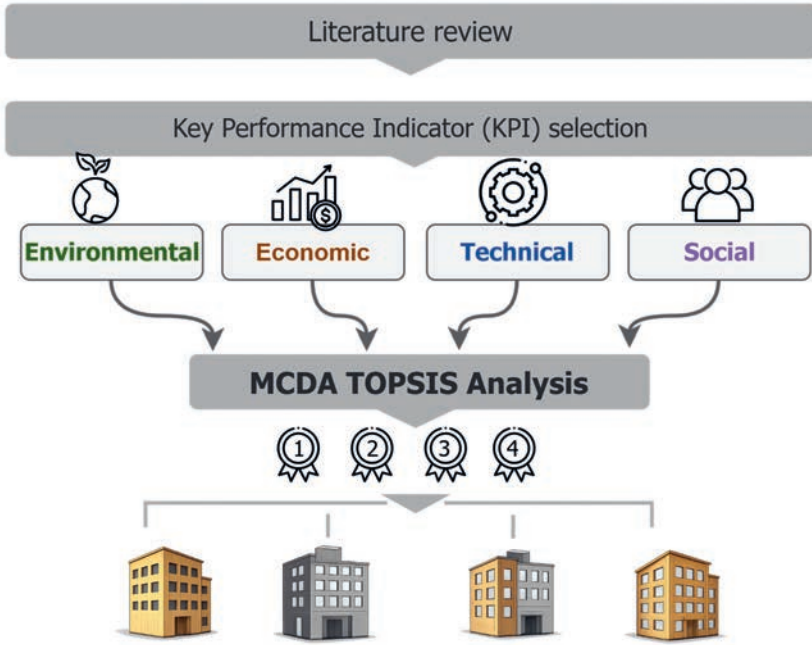 Literature review
Key Performance Indicator (KPI) selection
$
Environmental
Economic
Technical
Social
MCDA TOPSIS Analysis
1
2
3
4